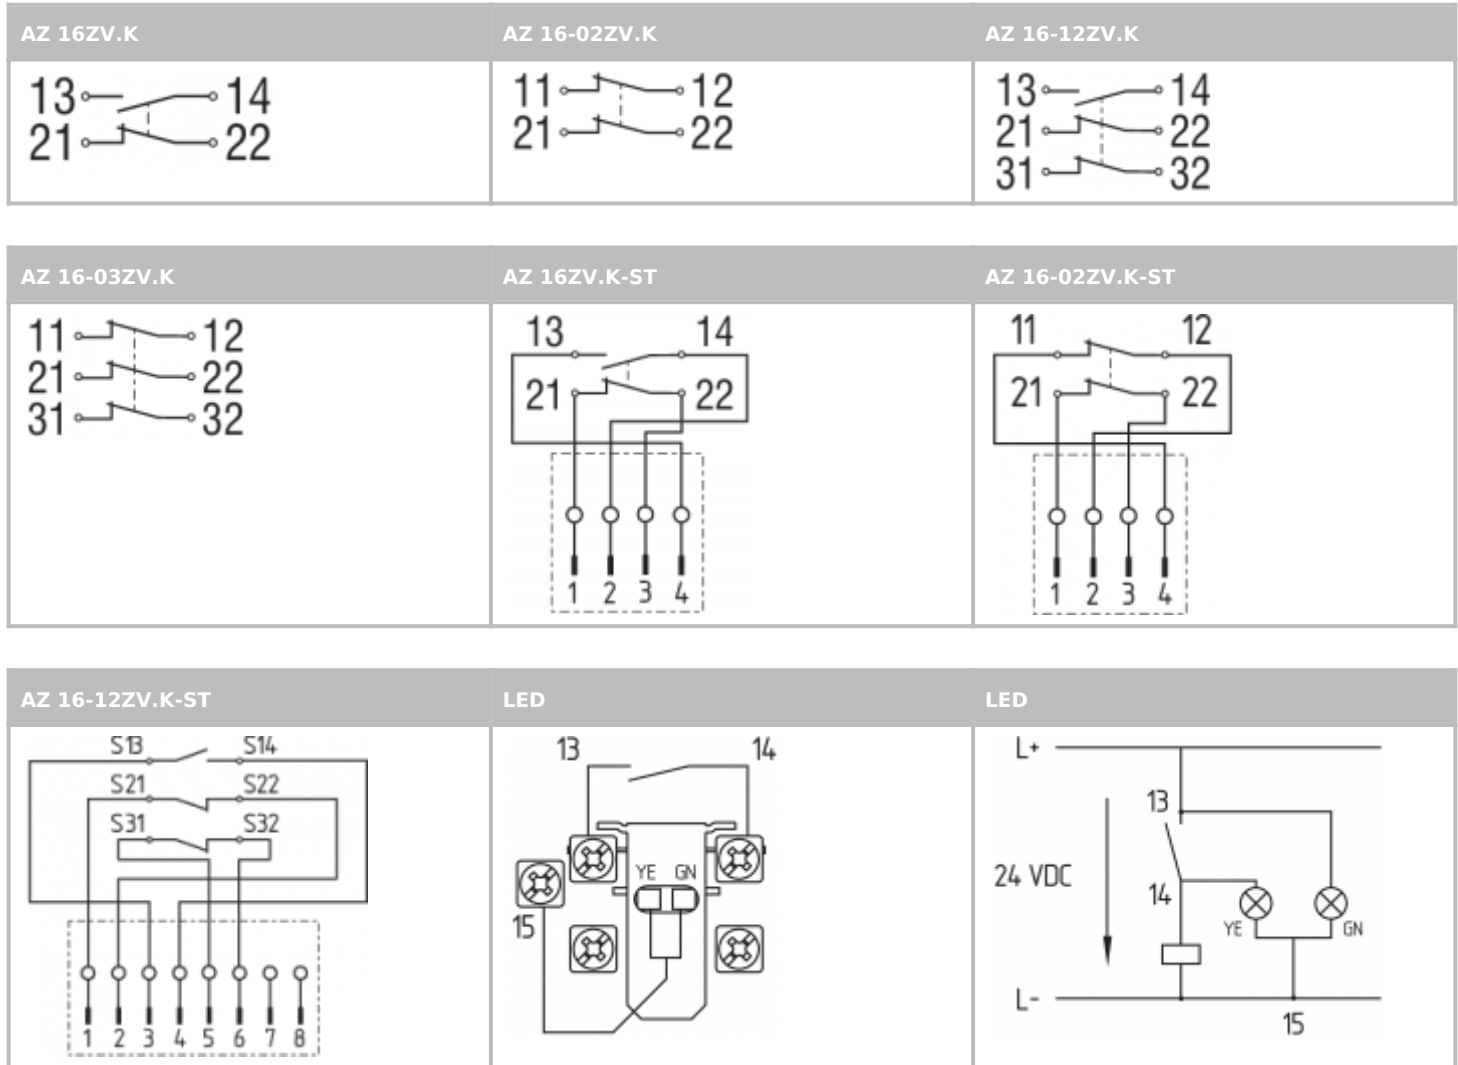 AZ 16ZV.K
AZ 16-02ZV.K
AZ 16-12ZV.K
13 14
21 22
11 12
21 22
13 14
21 22
31 32
AZ 16-03ZV.K
AZ 16ZV.K-ST
AZ 16-02ZV.K-ST
11 12
21 22
31 32
13 14
21 22
1 2 3 4
11 12
21 22
1 2 3 4
AZ 16-12ZV.K-ST
LED
LED
S13 S14
S21 S22
S31 S32
1 2 3 4 5 6 7 8
13 14
YE GN
15
L+
13
24 VDC
14
YE GN
L-
15